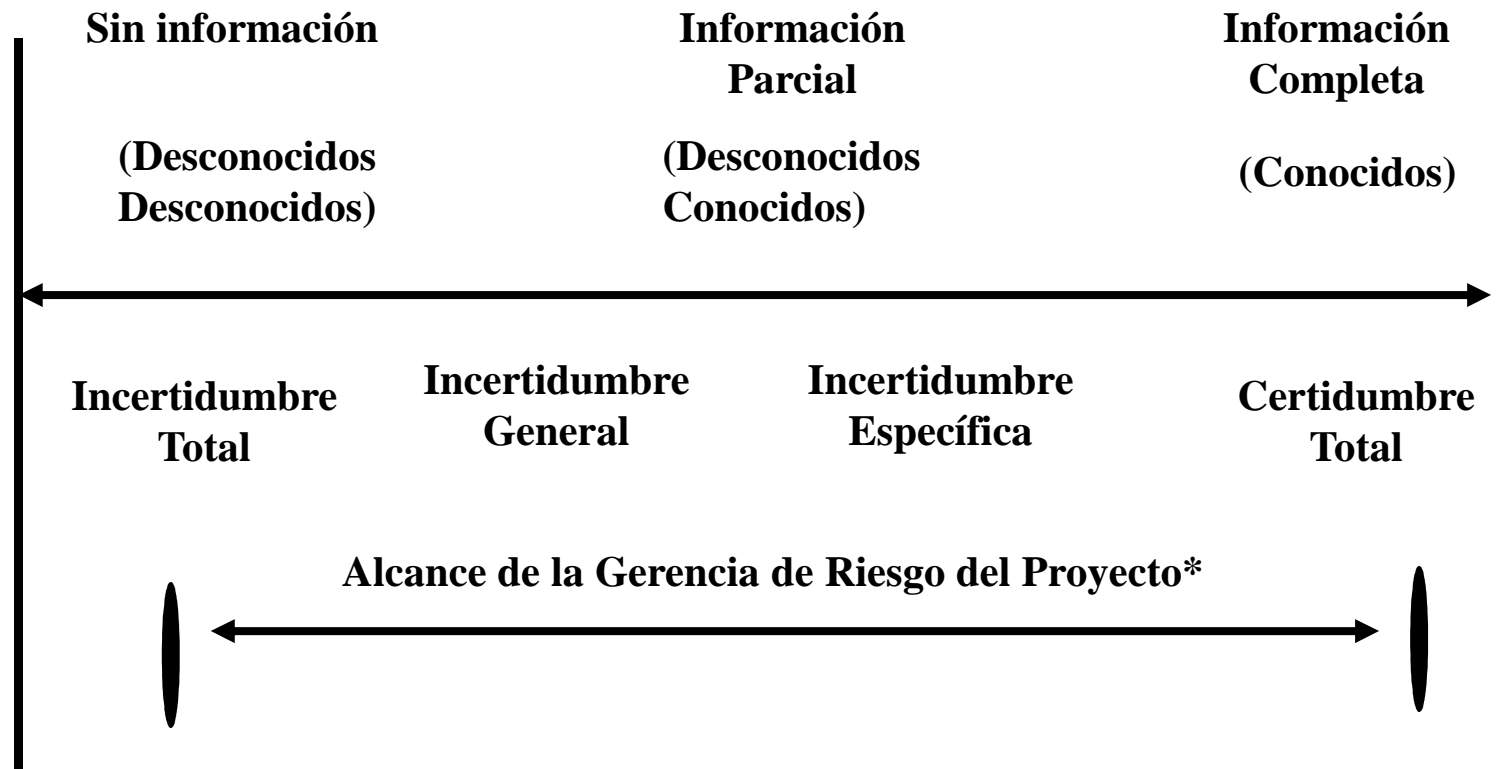 Sin información
Información
Parcial
Información
Completa
(Desconocidos
Desconocidos)
(Desconocidos
Conocidos)
(Conocidos)
Incertidumbre
Total
Incertidumbre
General
Incertidumbre
Específica
Certidumbre
Total
Alcance de la Gerencia de Riesgo del Proyecto*